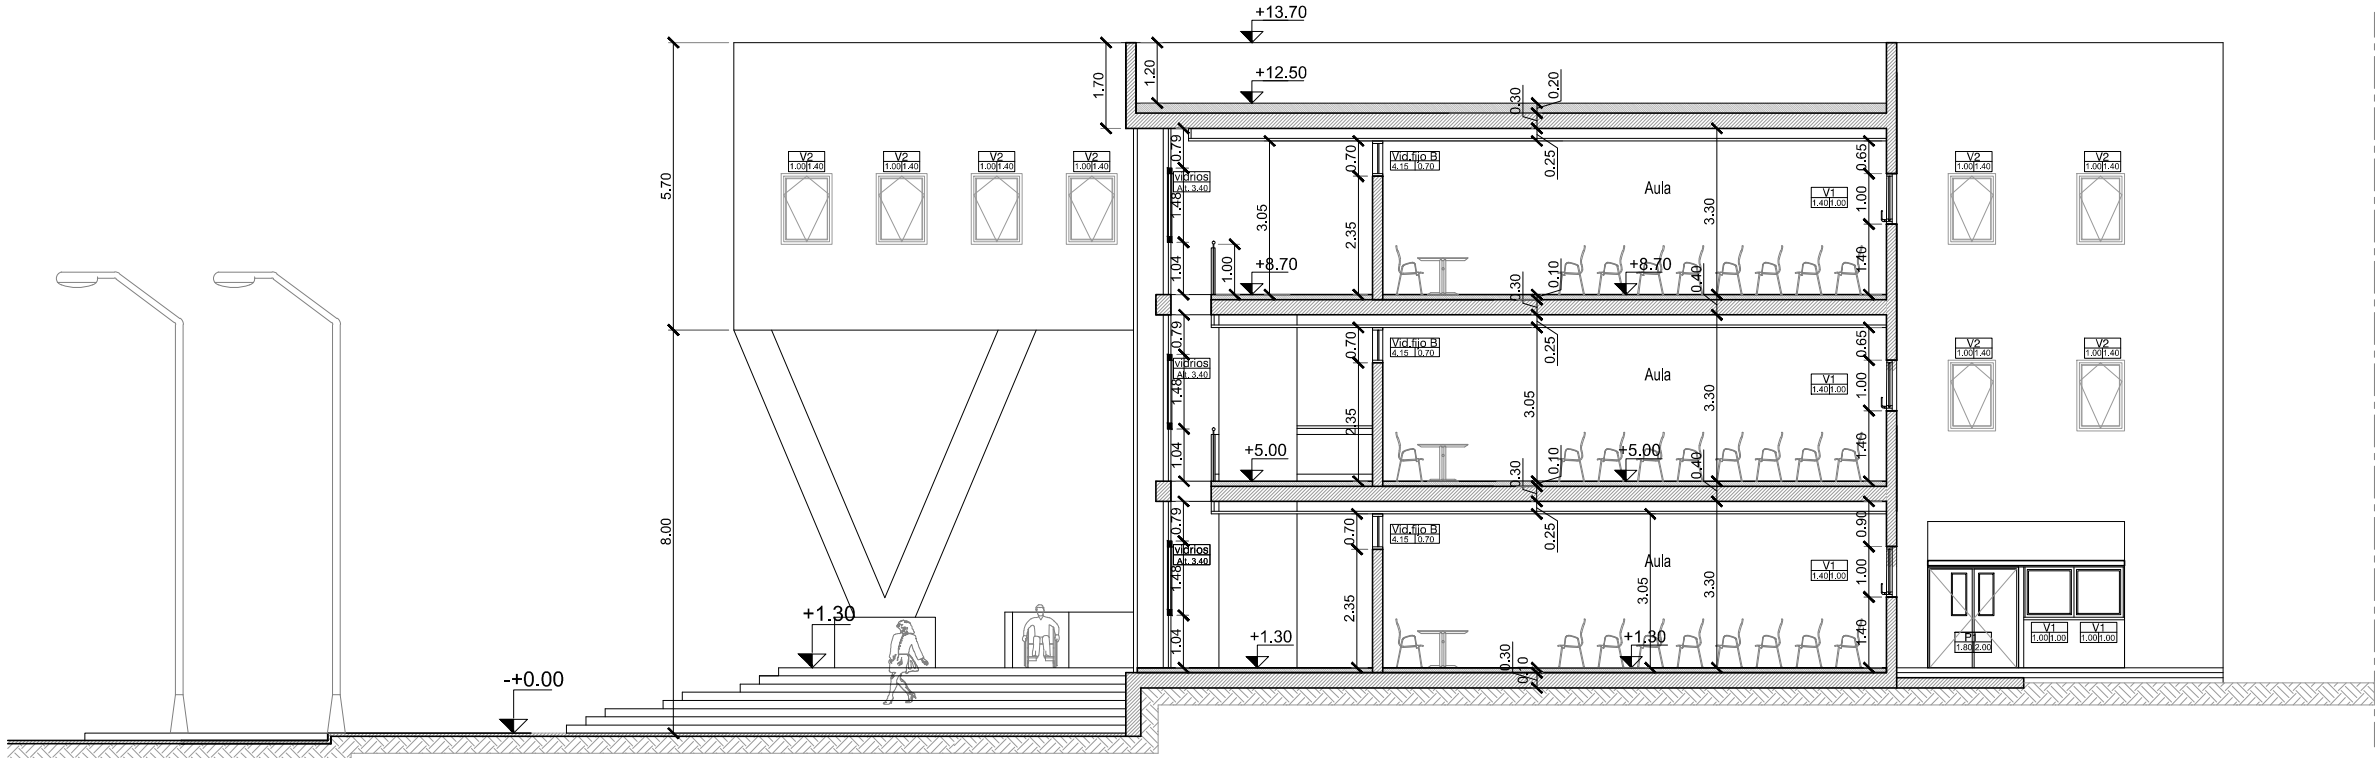 +13.70
+12.50
1.70
1.20
0.30
0.20
5.70
V2
1.00 1.40
V2
1.00 1.40
V2
1.00 1.40
V2
1.00 1.40
0.79
vidrios
Alt. 3.40
1.48
1.04
3.05
1.00
+8.70
0.70
2.35
Vid.fijo B
4.15 0.70
0.25
Aula
3.30
V1
1.40 1.00
0.65
1.00
1.40
+8.70
0.30
0.10
0.40
V2
1.00 1.40
V2
1.00 1.40
8.00
0.79
vidrios
Alt. 3.40
1.48
1.04
+5.00
0.70
2.35
Vid.fijo B
4.15 0.70
0.25
3.05
Aula
3.30
V1
1.40 1.00
0.65
1.00
1.40
+5.00
0.30
0.10
0.40
V2
1.00 1.40
V2
1.00 1.40
0.79
vidrios
Alt. 3.40
1.48
1.04
+1.30
0.70
2.35
Vid.fijo B
4.15 0.70
0.25
Aula
3.05
3.30
V1
1.40 1.00
0.90
1.00
1.40
+1.30
0.30
0.10
+1.30
P1
1.80 2.00
V1
1.00 1.00
V1
1.00 1.00
-+0.00